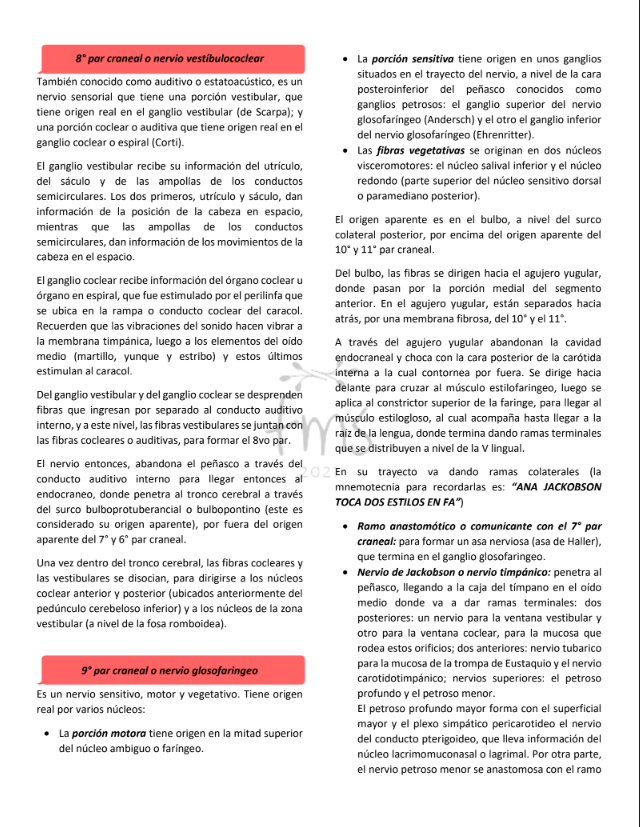 8° par craneal o nervio vestíbulococlear
También conocido como auditivo o estatoacústico, es un
nervio sensorial que tiene una porción vestibular, que
tiene origen real en el ganglio vestibular (de Scarpa); y
una porción coclear o auditiva que tiene origen real en el
ganglio coclear o espiral (Corti).
El ganglio vestibular recibe su información del utrículo,
del sáculo y de las ampollas de los conductos
semicirculares. Los dos primeros, utrículo y sáculo, dan
información de la posición de la cabeza en espacio,
mientras que las ampollas de los conductos
semicirculares, dan información de los movimientos de la
cabeza en el espacio.
El ganglio coclear recibe información del órgano coclear u
órgano en espiral, que fue estimulado por el perilinfa que
se ubica en la rampa o conducto coclear del caracol.
Recuerden que las vibraciones del sonido hacen vibrar a
la membrana timpánica, luego a los elementos del oído
medio (martillo, yunque y estribo) y estos últimos
estimulan al caracol.
Del ganglio vestibular y del ganglio coclear se desprenden
fibras que ingresan por separado al conducto auditivo
interno, y a este nivel, las fibras vestibulares se juntan con
las fibras cocleares o auditivas, para formar el 8vo par.
El nervio entonces, abandona el peñasco a través del
conducto auditivo interno para llegar entonces al
endocraneo, donde penetra al tronco cerebral a través
del surco bulboprotuberancial o bulbopontino (este es
considerado su origen aparente), por fuera del origen
aparente del 7° y 6° par craneal.
Una vez dentro del tronco cerebral, las fibras cocleares y
las vestibulares se disocian, para dirigirse a los núcleos
coclear anterior y posterior (ubicados anteriormente del
pedúnculo cerebeloso inferior) y a los núcleos de la zona
vestibular (a nivel de la fosa romboidea).
9° par craneal o nervio glosofaringeo
Es un nervio sensitivo, motor y vegetativo. Tiene origen
real por varios núcleos:
• La porción motora tiene origen en la mitad superior
del núcleo ambiguo o faríngeo.
• La porción sensitiva tiene origen en unos ganglios
situados en el trayecto del nervio, a nivel de la cara
posteroinferior del peñasco conocidos como
ganglios petrosos: el ganglio superior del nervio
glosofaríngeo (Andersch) y el otro el ganglio inferior
del nervio glosofaríngeo (Ehrenritter).
• Las fibras vegetativas se originan en dos núcleos
visceromotores: el núcleo salival inferior y el núcleo
redondo (parte superior del núcleo sensitivo dorsal
o paramediano posterior).
El origen aparente es en el bulbo, a nivel del surco
colateral posterior, por encima del origen aparente del
10° y 11° par craneal.
Del bulbo, las fibras se dirigen hacia el agujero yugular,
donde pasan por la porción medial del segmento
anterior. En el agujero yugular, están separados hacia
atrás, por una membrana fibrosa, del 10° y el 11°.
A través del agujero yugular abandonan la cavidad
endocraneal y choca con la cara posterior de la carótida
interna a la cual contornea por fuera. Se dirige hacia
delante para cruzar al músculo estilofaringeo, luego se
aplica al constrictor superior de la faringe, para llegar al
músculo estilogloso, al cual acompaña hasta llegar a la
raíz de la lengua, donde termina dando ramas terminales
que se distribuyen a nivel de la V lingual.
En su trayecto va dando ramas colaterales (la
mnemotecnia para recordarlas es: “ANA JACKOBSON
TOCA DOS ESTILOS EN FA”)
• Ramo anastomótico o comunicante con el 7° par
craneal: para formar un asa nerviosa (asa de Haller),
que termina en el ganglio glosofaringeo.
• Nervio de Jackobson o nervio timpánico: penetra al
peñasco, llegando a la caja del tímpano en el oído
medio donde va a dar ramas terminales: dos
posteriores: un nervio para la ventana vestibular y
otro para la ventana coclear, para la mucosa que
rodea estos orificios; dos anteriores: nervio tubarico
para la mucosa de la trompa de Eustaquio y el nervio
carotidotimpánico; nervios superiores: el petroso
profundo y el petroso menor.
El petroso profundo mayor forma con el superficial
mayor y el plexo simpático pericarotideo el nervio
del conducto pterigoideo, que lleva información del
núcleo lacrimomuconasal o lagrimal. Por otra parte,
el nervio petroso menor se anastomosa con el ramo